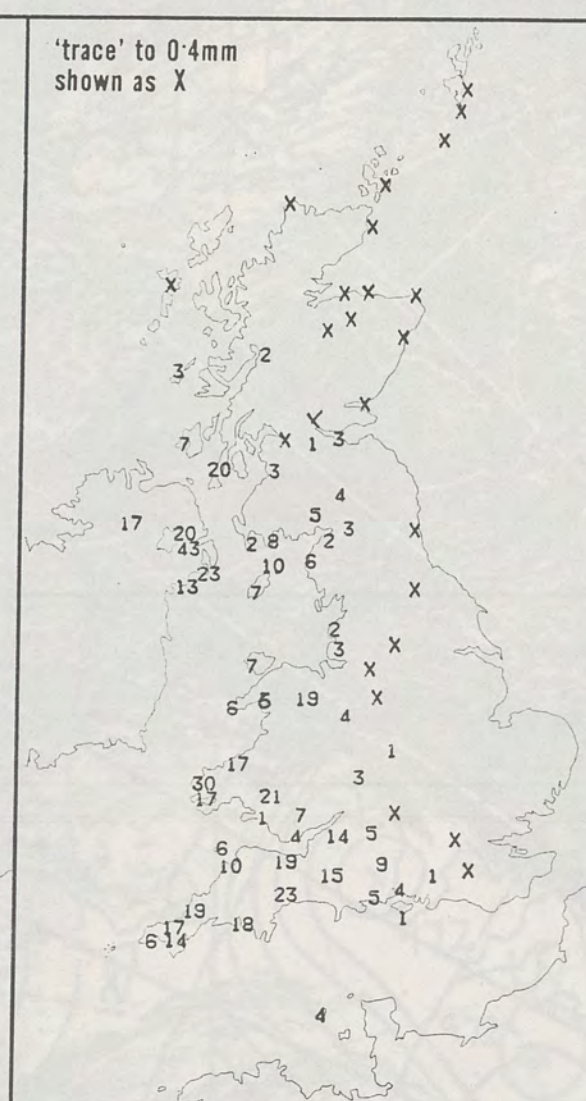 ‘trace’ to 0·4mm
shown as X
X
X
X
X
X
X
X
X X X
X
X
X
2
3
X
X
7 X 1 3
20 3
4
17 5
20 2 8 2 3 X
43
10 6
23
13 7 X
2
3 X
7 X
6 6 19 X
4
1
17
3
30
17 21
1 7 X
4 14 5 X
6
10 19 9 X
15 1
23 4
5
19 1
17 18
6 14
4